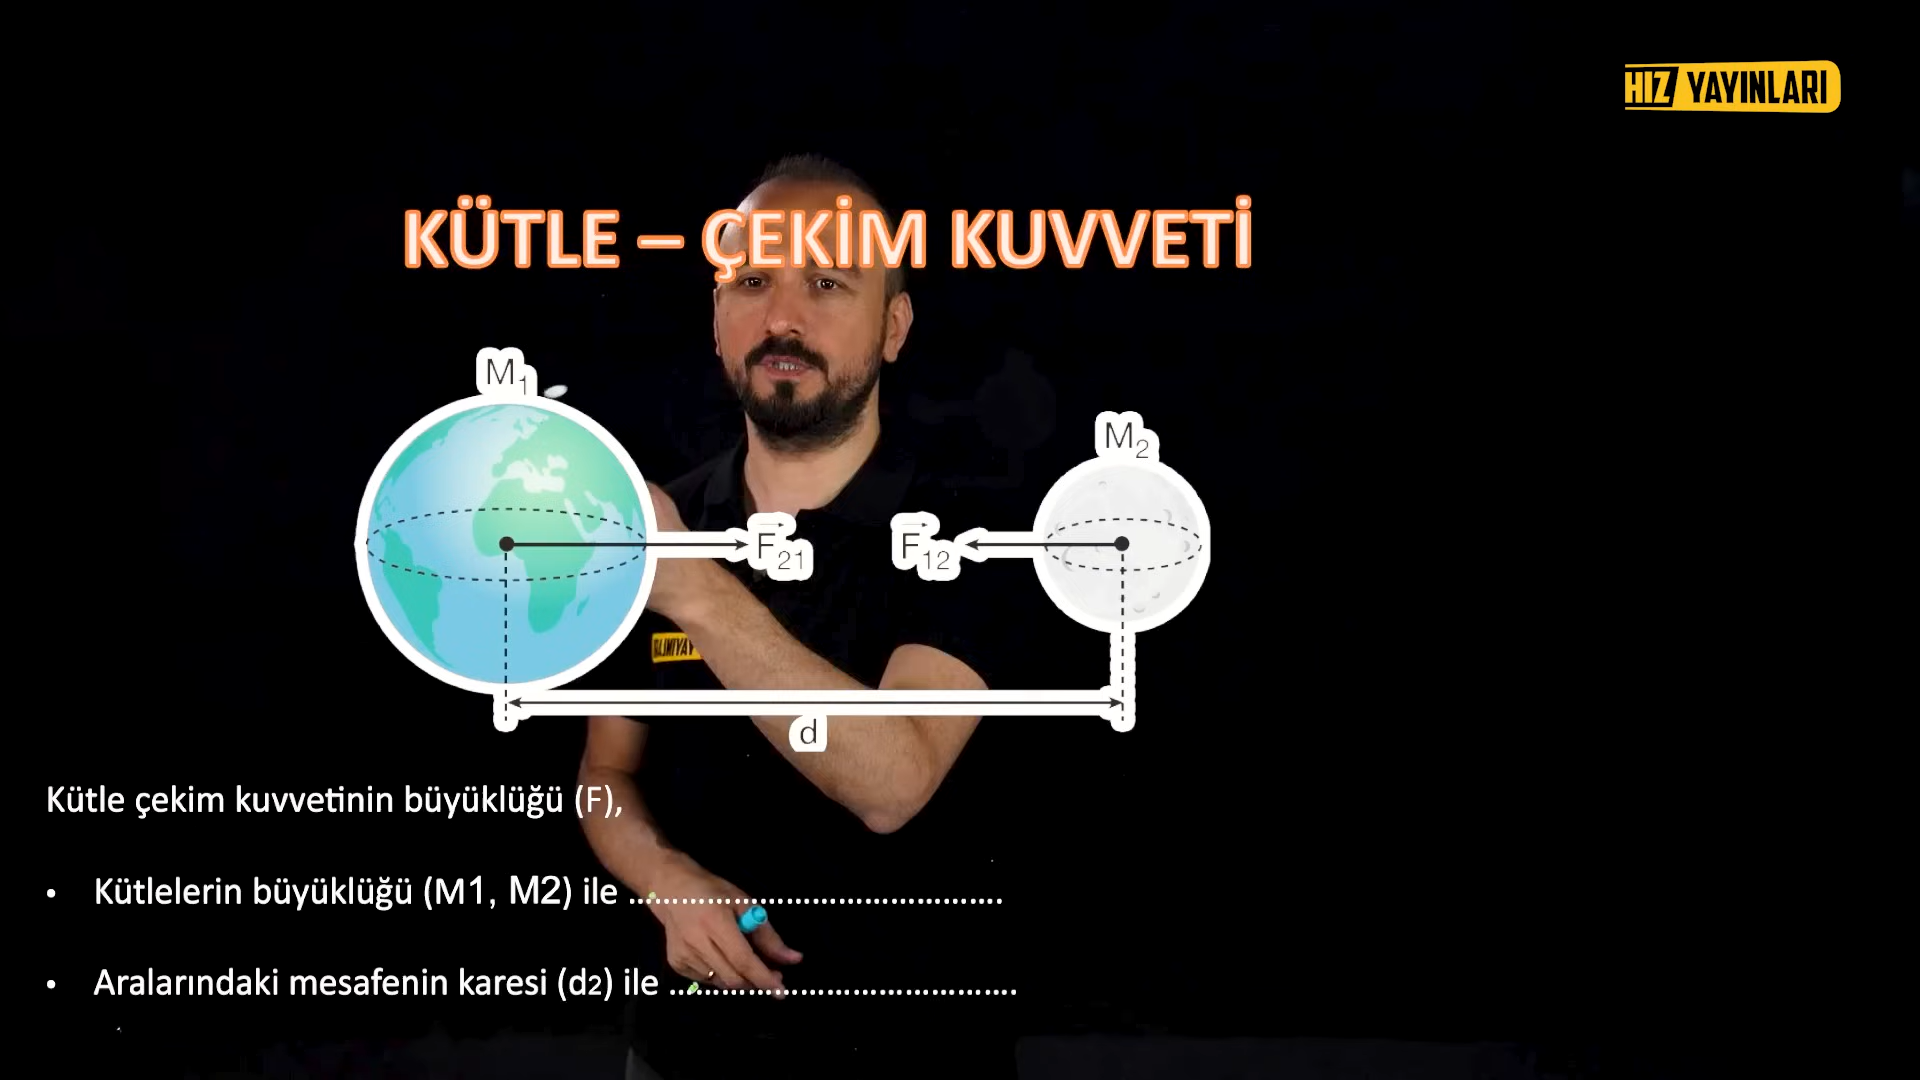 HIZ YAYINLARI
KÜTLE – ÇEKİM KUVVETİ
M1
M2
F21
F12
d
Kütle çekim kuvvetinin büyüklüğü (F),
• Kütlelerin büyüklüğü (M1, M2) ile ……………………………………
• Aralarındaki mesafenin karesi (d2) ile …………………………………